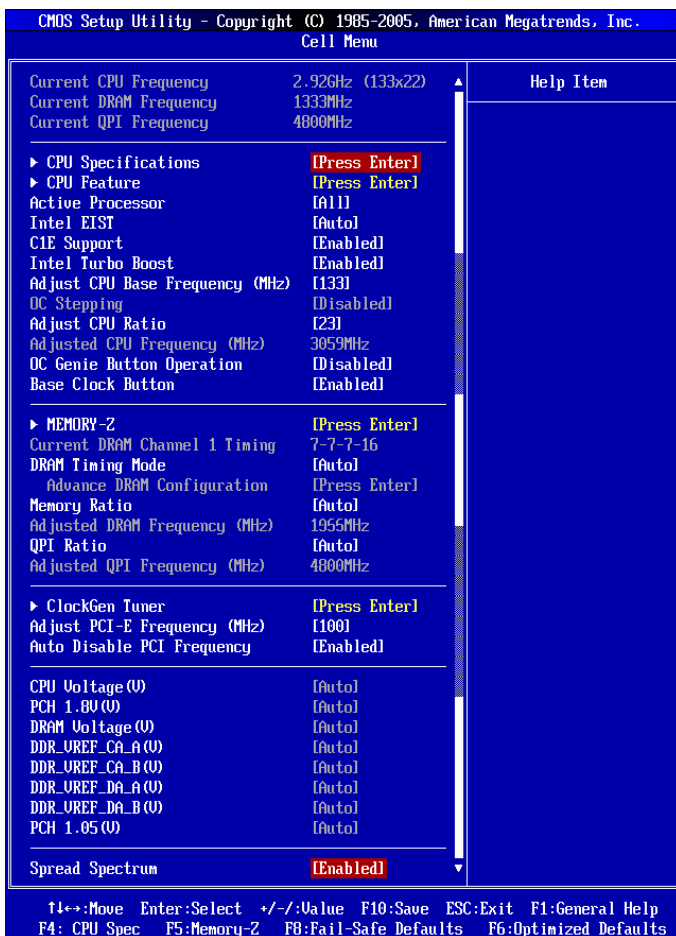 CMOS Setup Utility - Copyright (C) 1985-2005, American Megatrends, Inc.
Cell Menu
Current CPU Frequency 2.92GHz (133x22)
Current DRAM Frequency 1333MHz
Current QPI Frequency 4800MHz
Help Item
▶ CPU Specifications [Press Enter]
▶ CPU Feature [Press Enter]
Active Processor [All]
Intel EIST [Auto]
C1E Support [Enabled]
Intel Turbo Boost [Enabled]
Adjust CPU Base Frequency (MHz) [133]
OC Stepping [Disabled]
Adjust CPU Ratio [23]
Adjusted CPU Frequency (MHz) 3059MHz
OC Genie Button Operation [Disabled]
Base Clock Button [Enabled]
▶ MEMORY-Z [Press Enter]
Current DRAM Channel 1 Timing 7-7-7-16
DRAM Timing Mode [Auto]
Advance DRAM Configuration [Press Enter]
Memory Ratio [Auto]
Adjusted DRAM Frequency (MHz) 1955MHz
QPI Ratio [Auto]
Adjusted QPI Frequency (MHz) 4800MHz
▶ ClockGen Tuner [Press Enter]
Adjust PCI-E Frequency (MHz) [100]
Auto Disable PCI Frequency [Enabled]
CPU Voltage(V) [Auto]
PCH 1.8V(V) [Auto]
DRAM Voltage(V) [Auto]
DDR_VREF_CA_A(V) [Auto]
DDR_VREF_CA_B(V) [Auto]
DDR_VREF_DA_A(V) [Auto]
DDR_VREF_DA_B(V) [Auto]
PCH 1.05(V) [Auto]
Spread Spectrum [Enabled]
↑↓←→:Move Enter:Select +/-/:Value F10:Save ESC:Exit F1:General Help
F4: CPU Spec F5:Memory-Z F8:Fail-Safe Defaults F6:Optimized Defaults